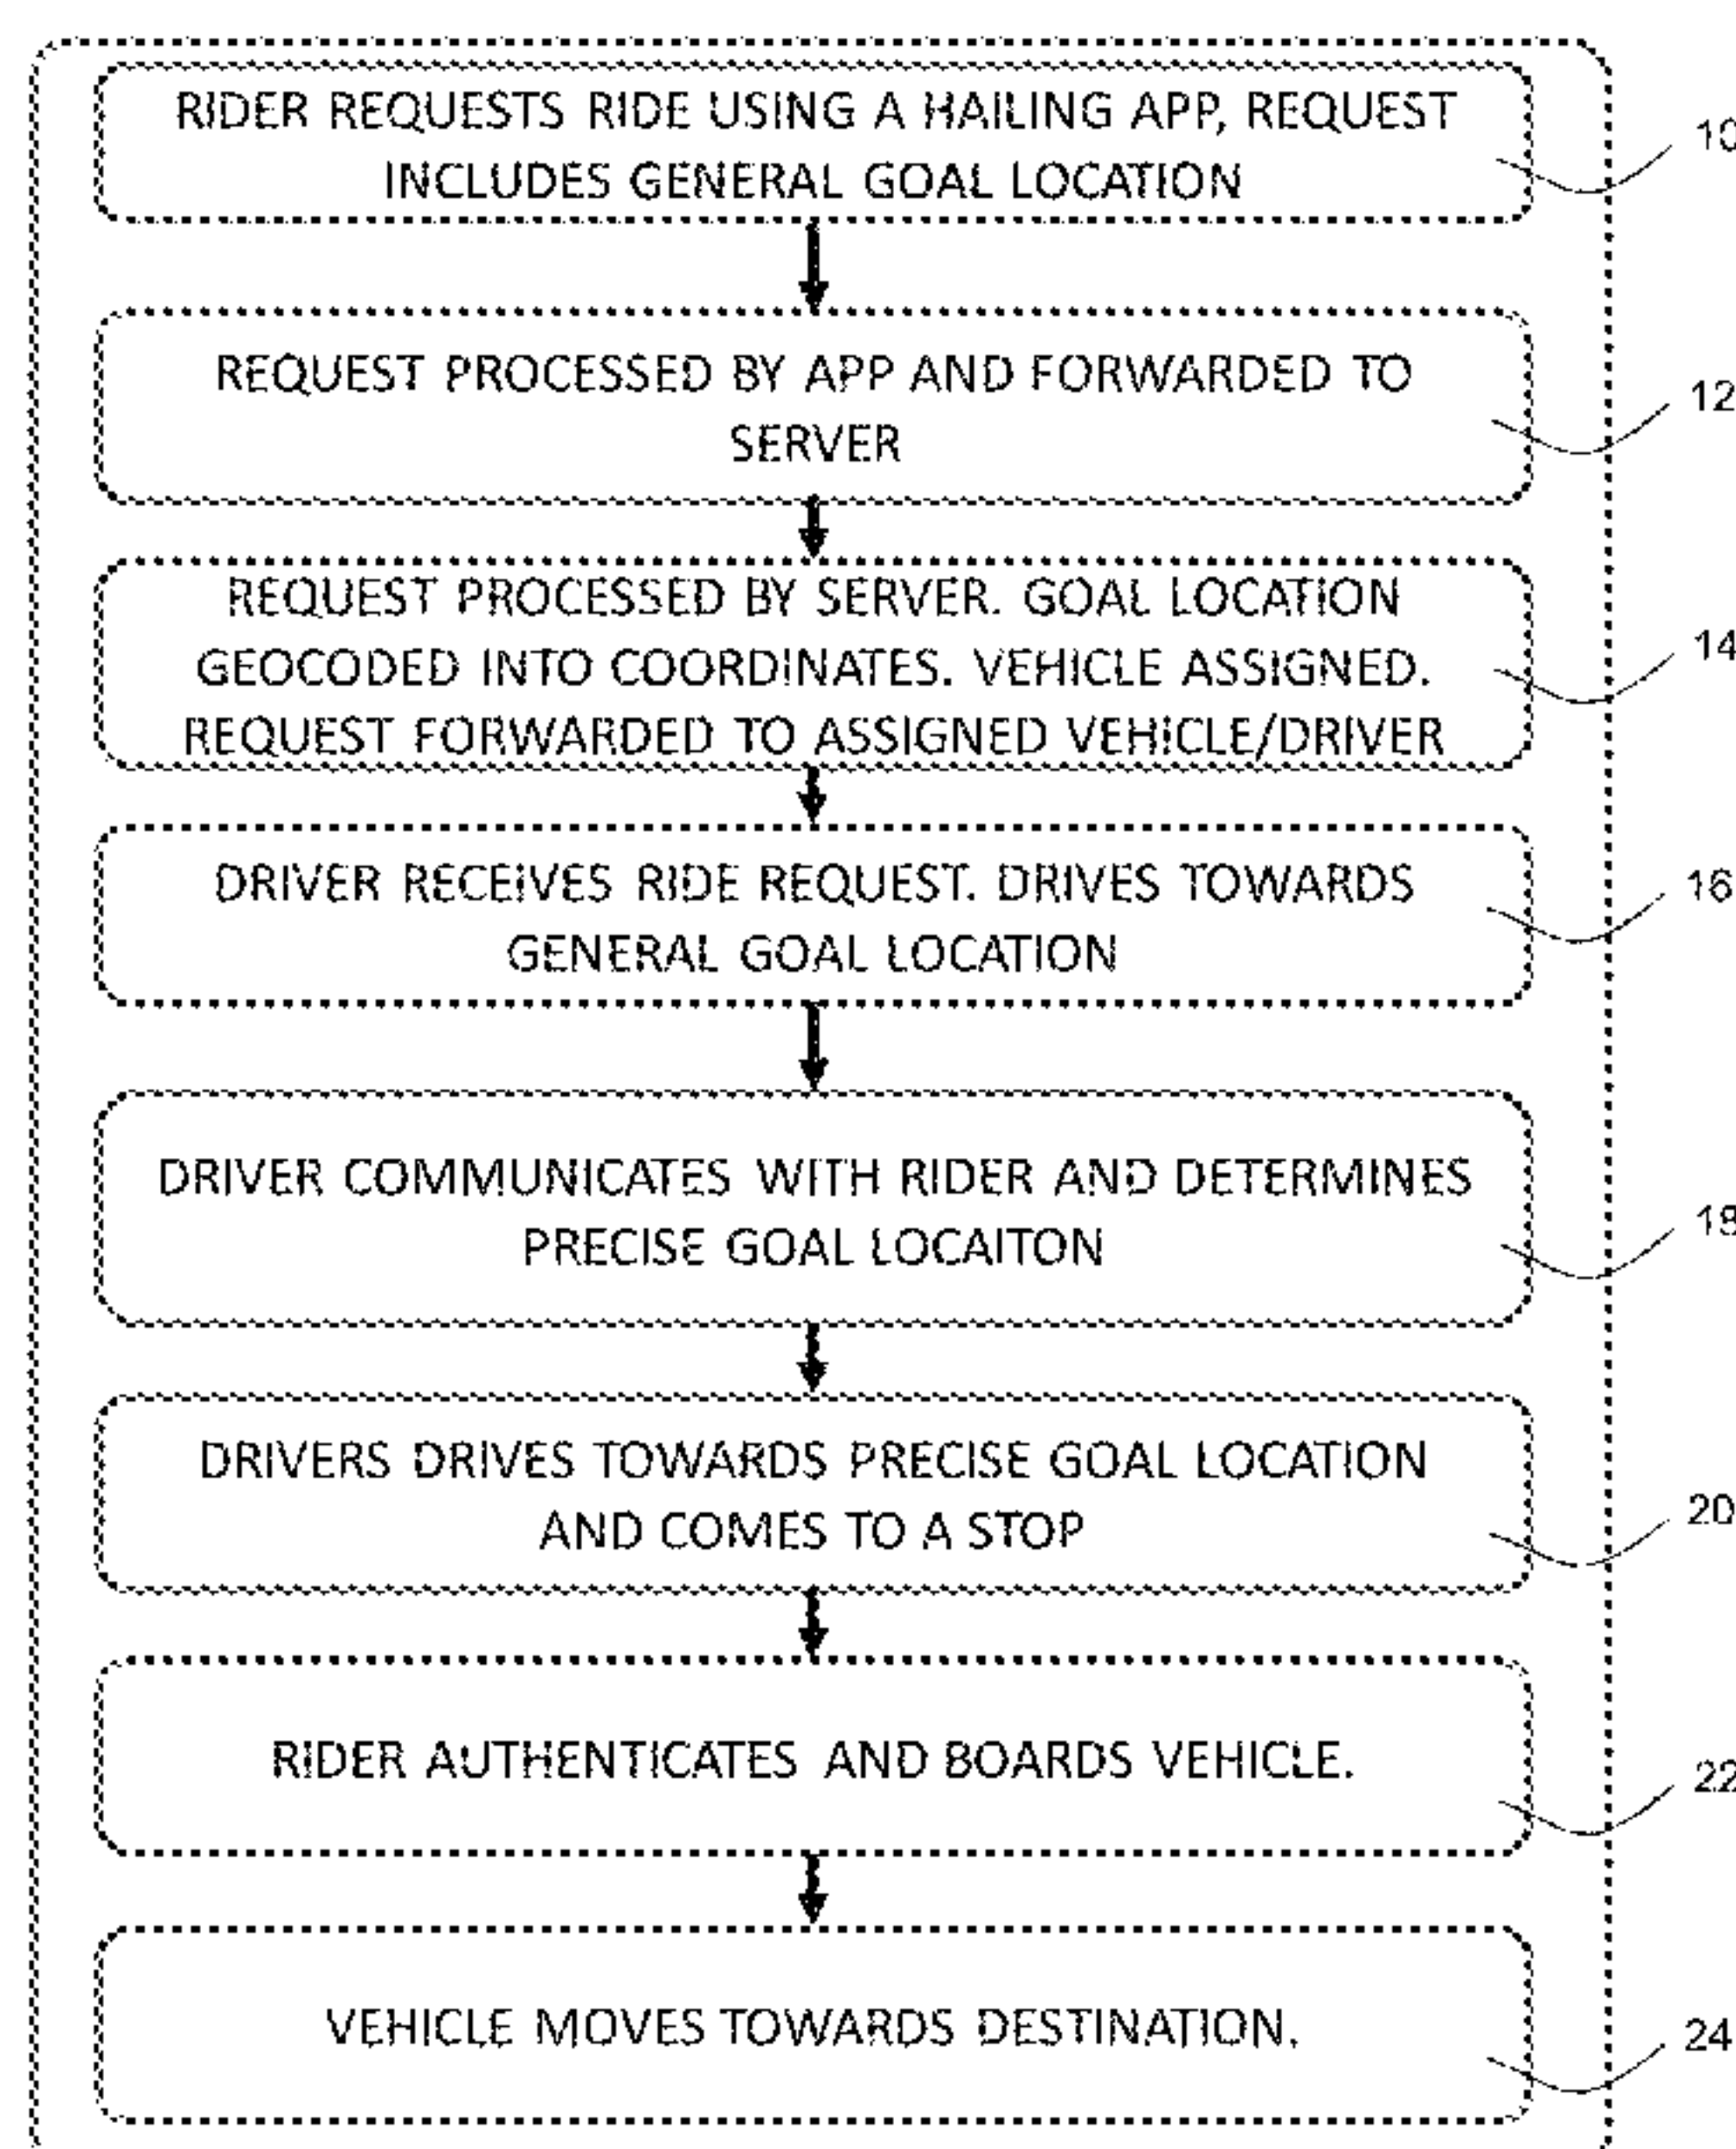 RIDER REQUESTS RIDE USING A HAILING APP, REQUEST
INCLUDES GENERAL GOAL LOCATION
10
REQUEST PROCESSED BY APP AND FORWARDED TO
SERVER
12
REQUEST PROCESSED BY SERVER. GOAL LOCATION
GEOCODED INTO COORDINATES. VEHICLE ASSIGNED.
REQUEST FORWARDED TO ASSIGNED VEHICLE/DRIVER
14
DRIVER RECEIVES RIDE REQUEST. DRIVES TOWARDS
GENERAL GOAL LOCATION
16
DRIVER COMMUNICATES WITH RIDER AND DETERMINES
PRECISE GOAL LOCAITON
18
DRIVERS DRIVES TOWARDS PRECISE GOAL LOCATION
AND COMES TO A STOP
20
RIDER AUTHENTICATES AND BOARDS VEHICLE.
22
VEHICLE MOVES TOWARDS DESTINATION.
24